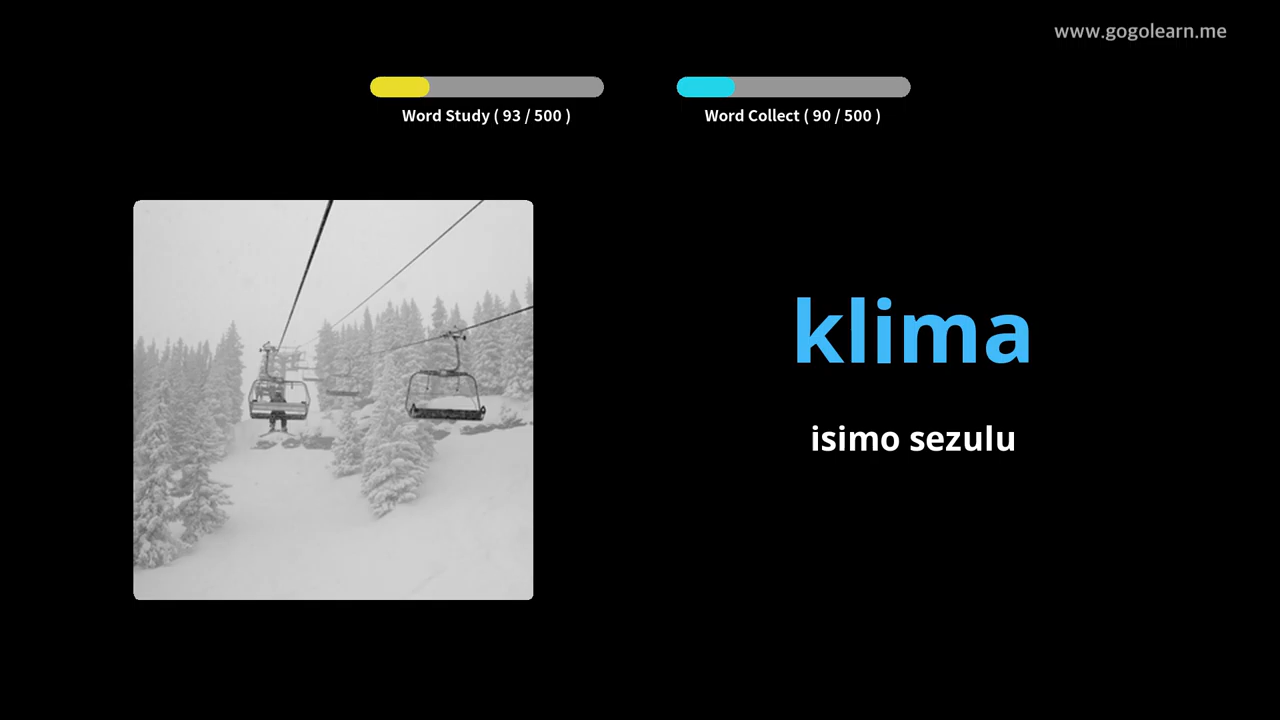 www.gogolearn.me
Word Study ( 93 / 500 )
Word Collect ( 90 / 500 )
klima
isimo sezulu